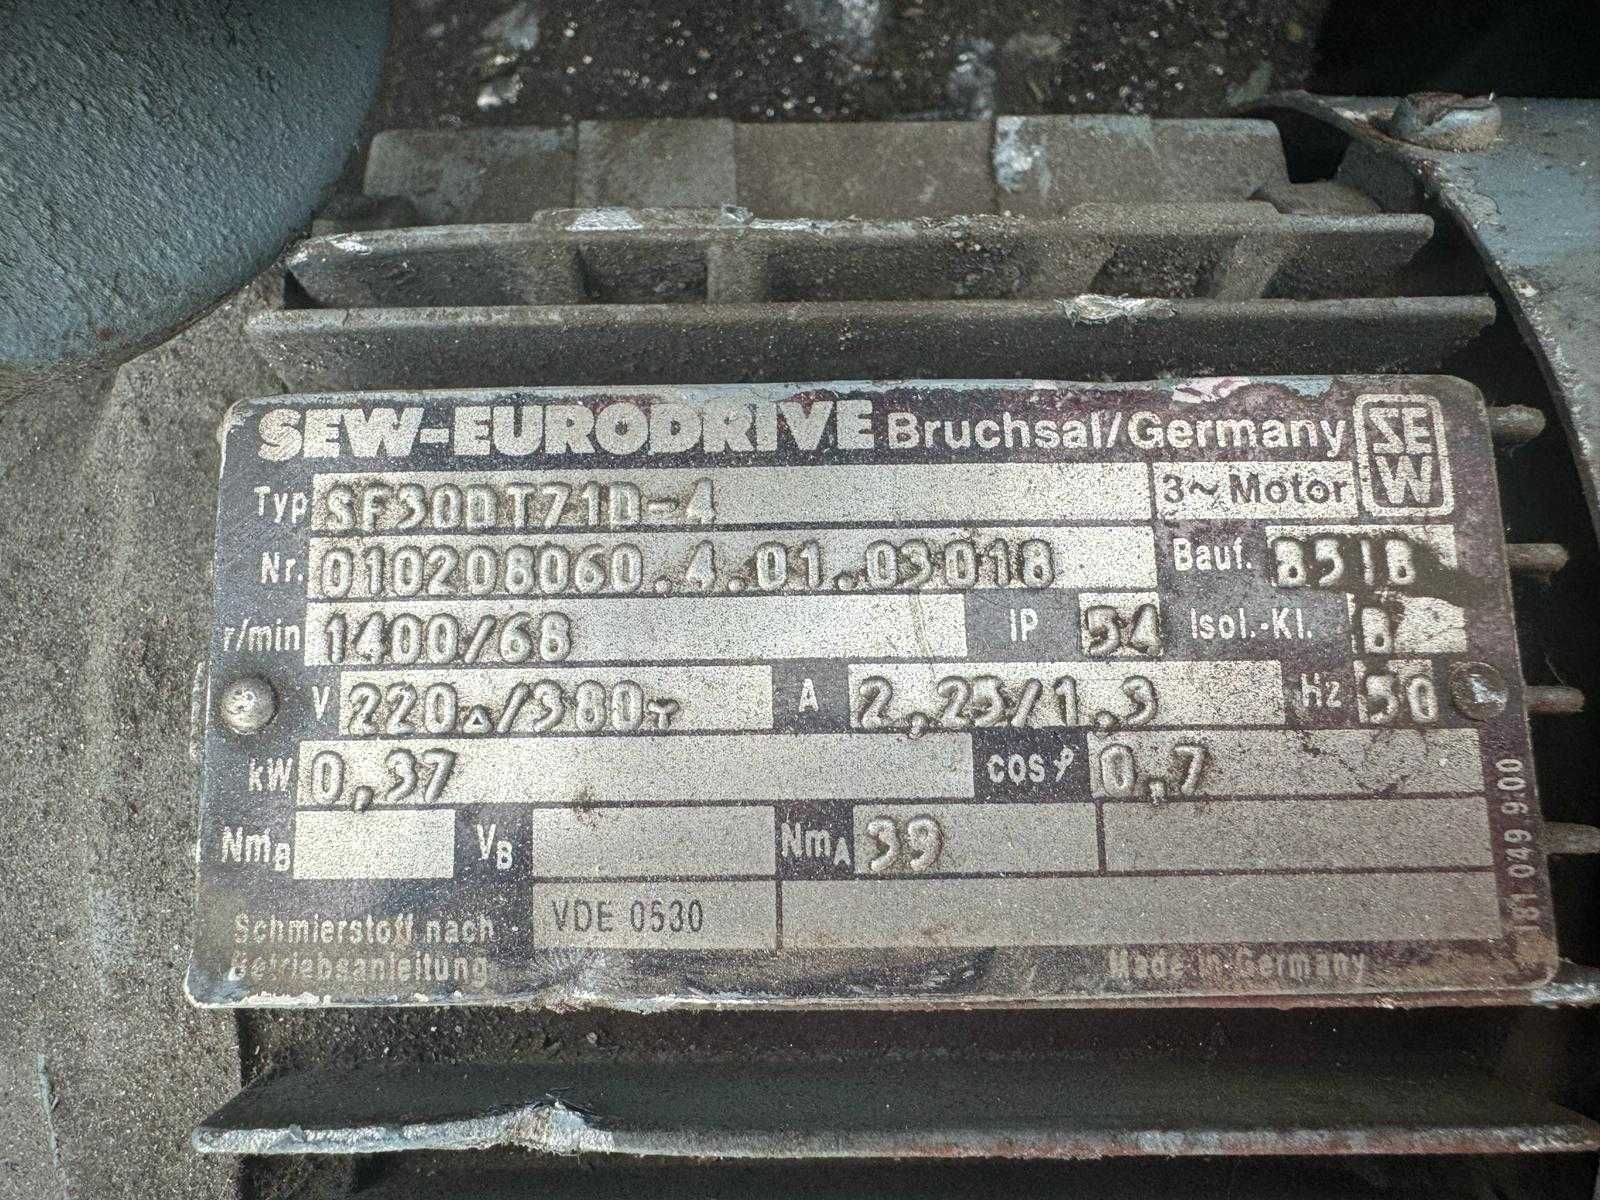 SEW-EURODRIVE Bruchsal/Germany SEW
Typ SF30DT71D-4 3~ Motor
Nr. 010208060.4.01.03018 Bauf. B5IB
r/min 1400/68 IP 54 Isol.-Kl. B
V 220△/380Y A 2,25/1,3 Hz 50
kW 0,37 cos φ 0,7
NmB VB NmA 39
Schmierstoff nach VDE 0530
Betriebsanleitung Made in Germany
181 049 9.00